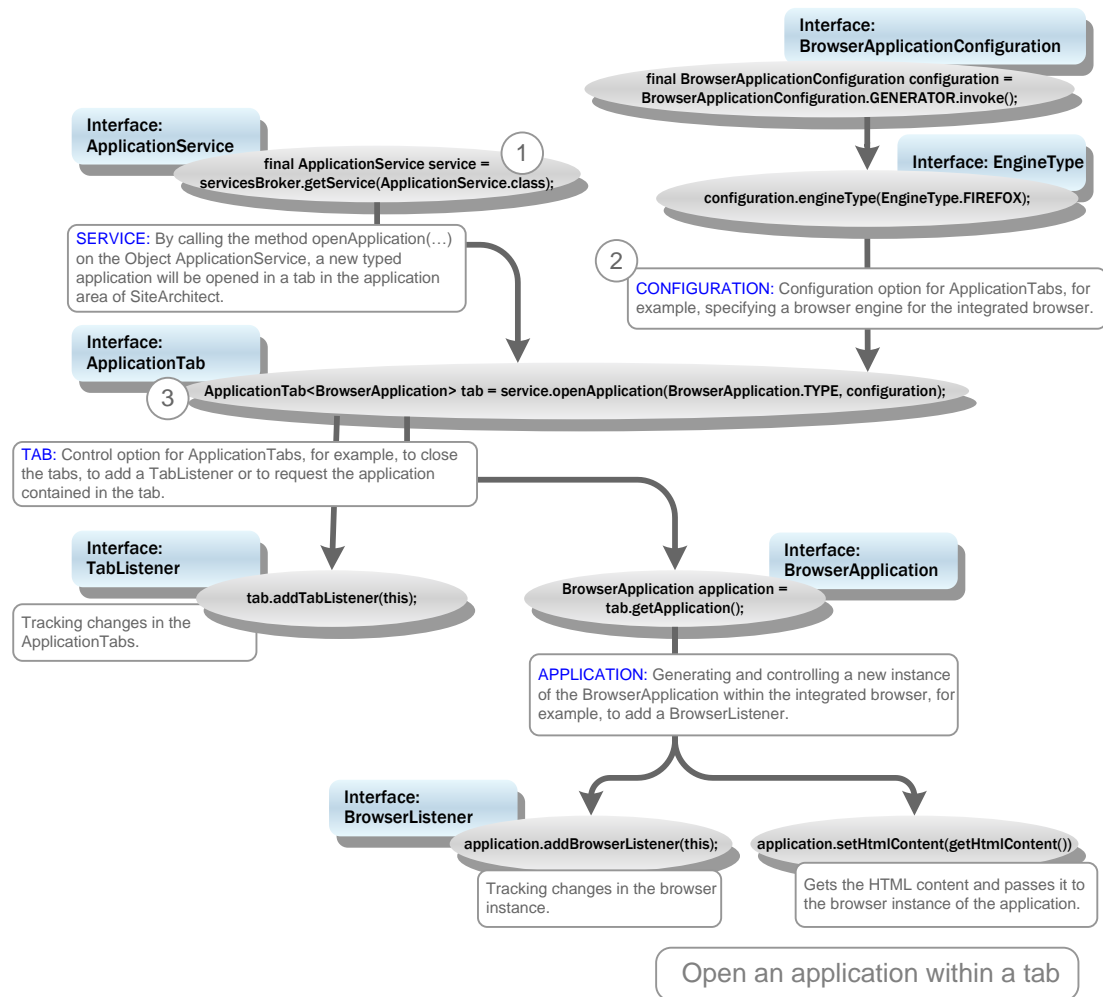 Interface:
BrowserApplicationConfiguration
final BrowserApplicationConfiguration configuration =
BrowserApplicationConfiguration.GENERATOR.invoke();
Interface:
ApplicationService
1
final ApplicationService service =
servicesBroker.getService(ApplicationService.class);
Interface: EngineType
configuration.engineType(EngineType.FIREFOX);
SERVICE: By calling the method openApplication(…)
on the Object ApplicationService, a new typed
application will be opened in a tab in the application
area of SiteArchitect.
2
CONFIGURATION: Configuration option for ApplicationTabs, for
example, specifying a browser engine for the integrated browser.
Interface:
ApplicationTab
3
ApplicationTab<BrowserApplication> tab = service.openApplication(BrowserApplication.TYPE, configuration);
TAB: Control option for ApplicationTabs, for example, to close
the tabs, to add a TabListener or to request the application
contained in the tab.
Interface:
TabListener
tab.addTabListener(this);
Tracking changes in the
ApplicationTabs.
Interface:
BrowserApplication
BrowserApplication application =
tab.getApplication();
APPLICATION: Generating and controlling a new instance
of the BrowserApplication within the integrated browser, for
example, to add a BrowserListener.
Interface:
BrowserListener
application.addBrowserListener(this);
Tracking changes in the browser
instance.
application.setHtmlContent(getHtmlContent())
Gets the HTML content and passes it to
the browser instance of the application.
Open an application within a tab